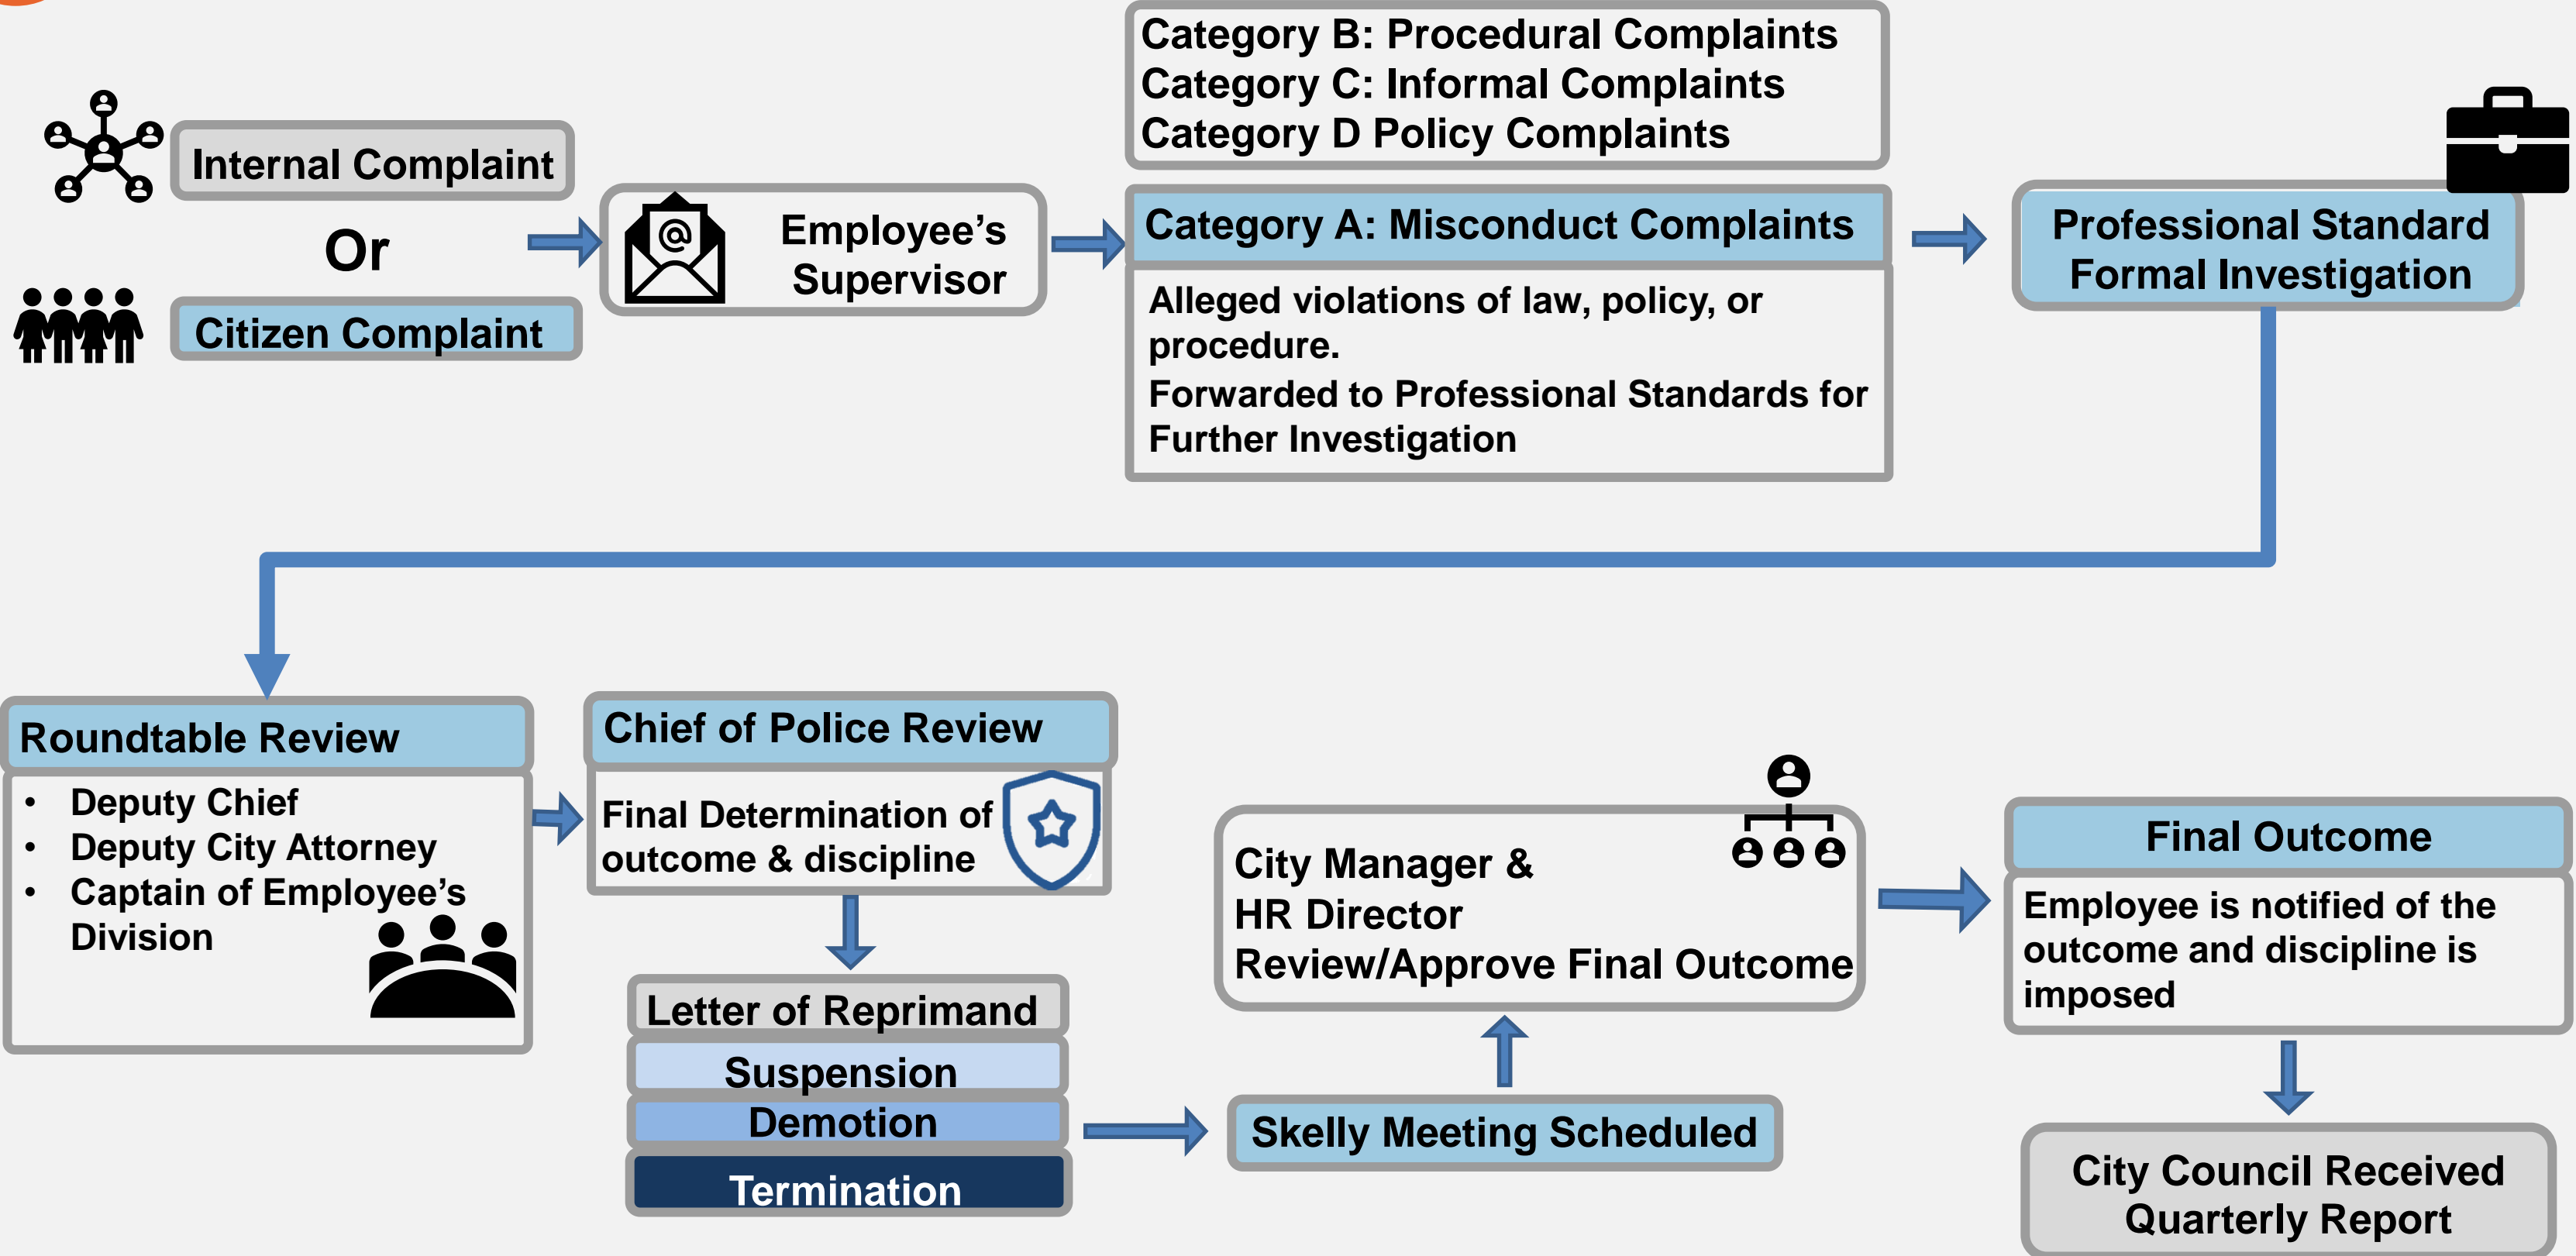 Category B: Procedural Complaints
Category C: Informal Complaints
Category D Policy Complaints
Internal Complaint
Or
Citizen Complaint
@
Employee's
Supervisor
Category A: Misconduct Complaints
Alleged violations of law, policy, or
procedure.
Forwarded to Professional Standards for
Further Investigation
Professional Standard
Formal Investigation
Roundtable Review
• Deputy Chief
• Deputy City Attorney
• Captain of Employee's
Division
Chief of Police Review
Final Determination of
outcome & discipline
Letter of Reprimand
Suspension
Demotion
Termination
Skelly Meeting Scheduled
City Manager &
HR Director
Review/Approve Final Outcome
Final Outcome
Employee is notified of the
outcome and discipline is
imposed
City Council Received
Quarterly Report